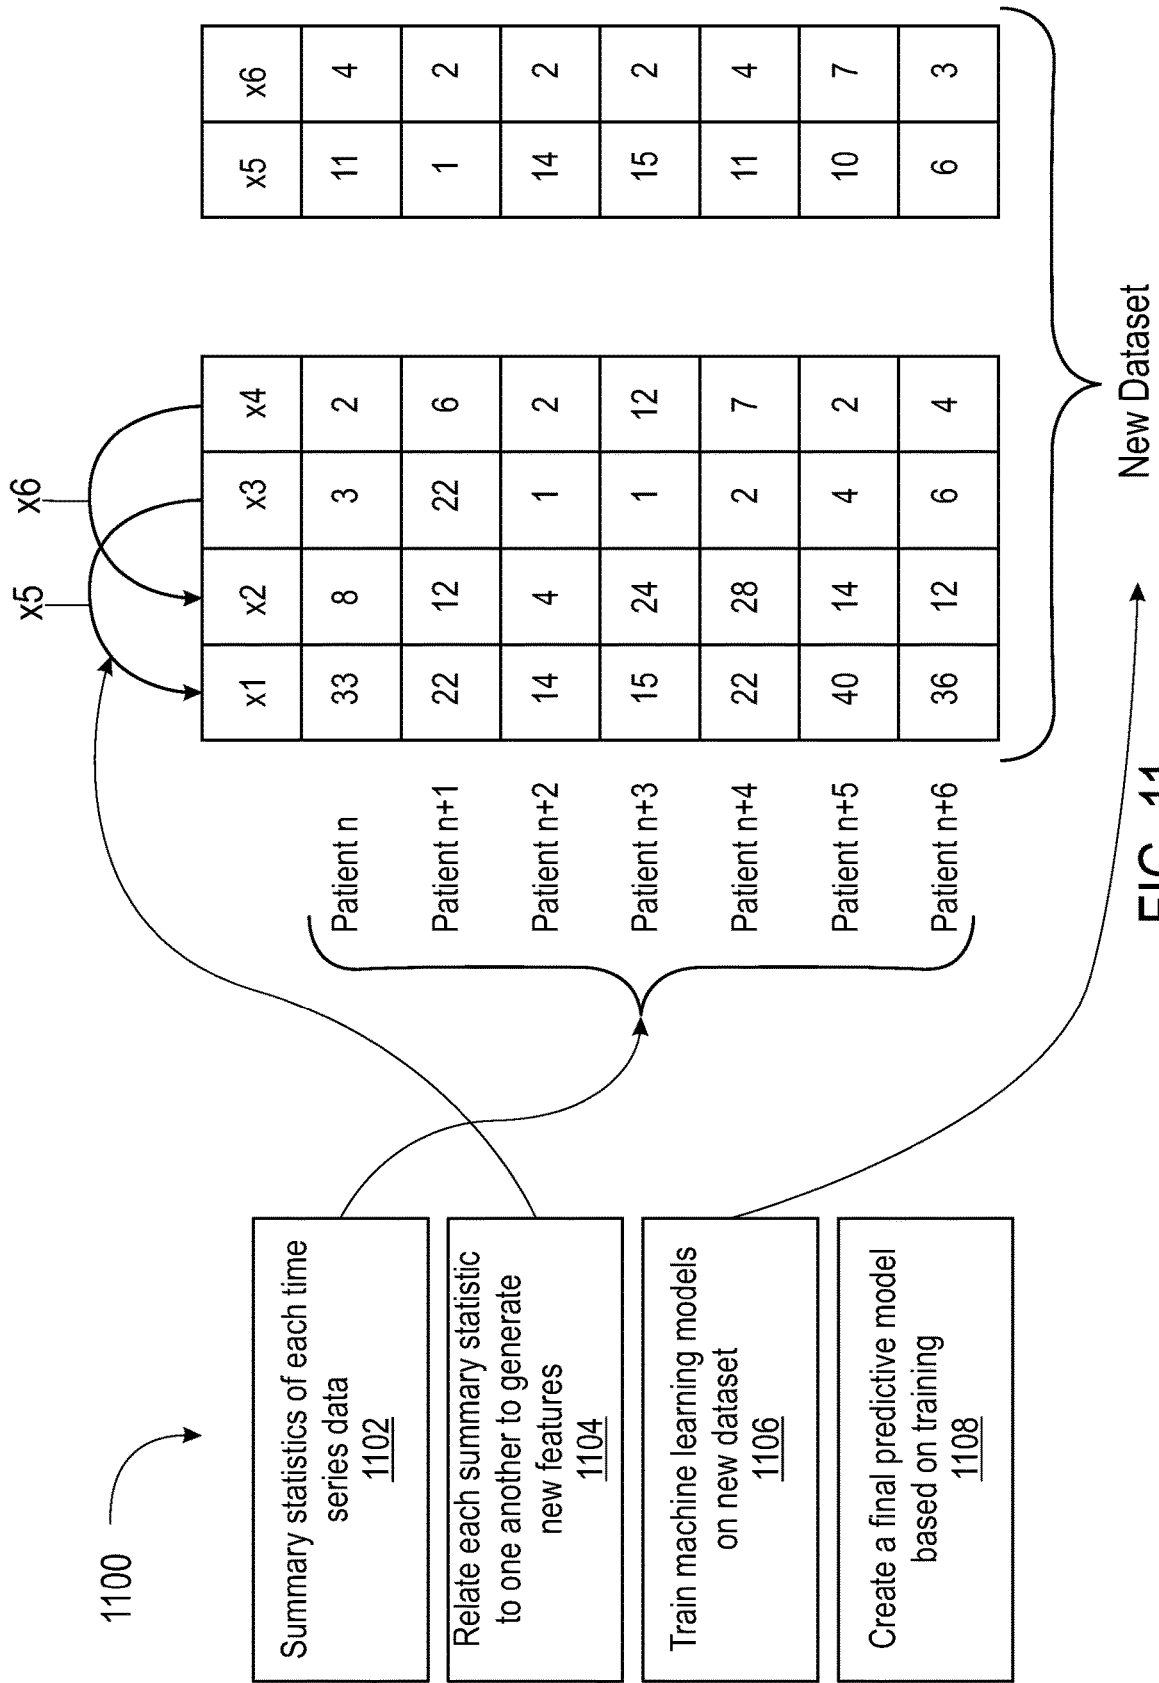 1100
Summary statistics of each time
series data
1102
Relate each summary statistic
to one another to generate
new features
1104
Train machine learning models
on new dataset
1106
Create a final predictive model
based on training
1108
x5 x6
x1 x2 x3 x4 x5 x6
Patient n 33 8 3 2 11 4
Patient n+1 22 12 22 6 1 2
Patient n+2 14 4 1 2 14 2
Patient n+3 15 24 1 12 15 2
Patient n+4 22 28 2 7 11 4
Patient n+5 40 14 4 2 10 7
Patient n+6 36 12 6 4 6 3
New Dataset
FIG. 11